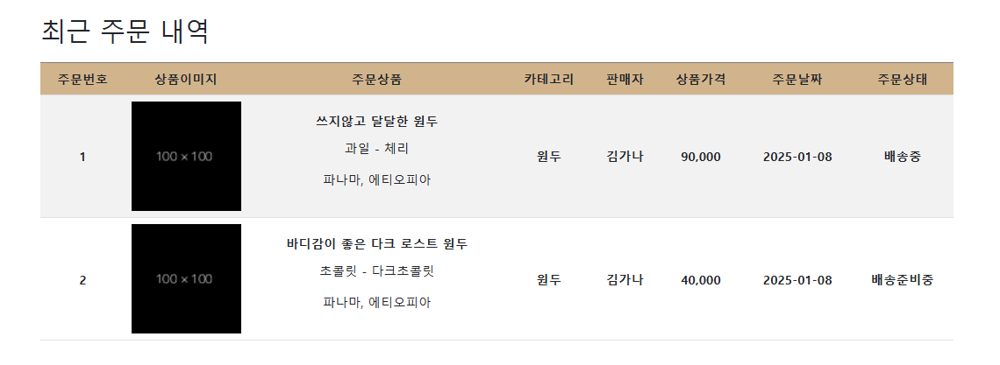 최근 주문 내역
주문번호 상품이미지 주문상품 카테고리 판매자 상품가격 주문날짜 주문상태
쓰지않고 달달한 원두
과일 - 체리
1 100 × 100 원두 김가나 90,000 2025-01-08 배송중
파나마, 에티오피아
바디감이 좋은 다크 로스트 원두
초콜릿 - 다크초콜릿
2 100 × 100 원두 김가나 40,000 2025-01-08 배송준비중
파나마, 에티오피아